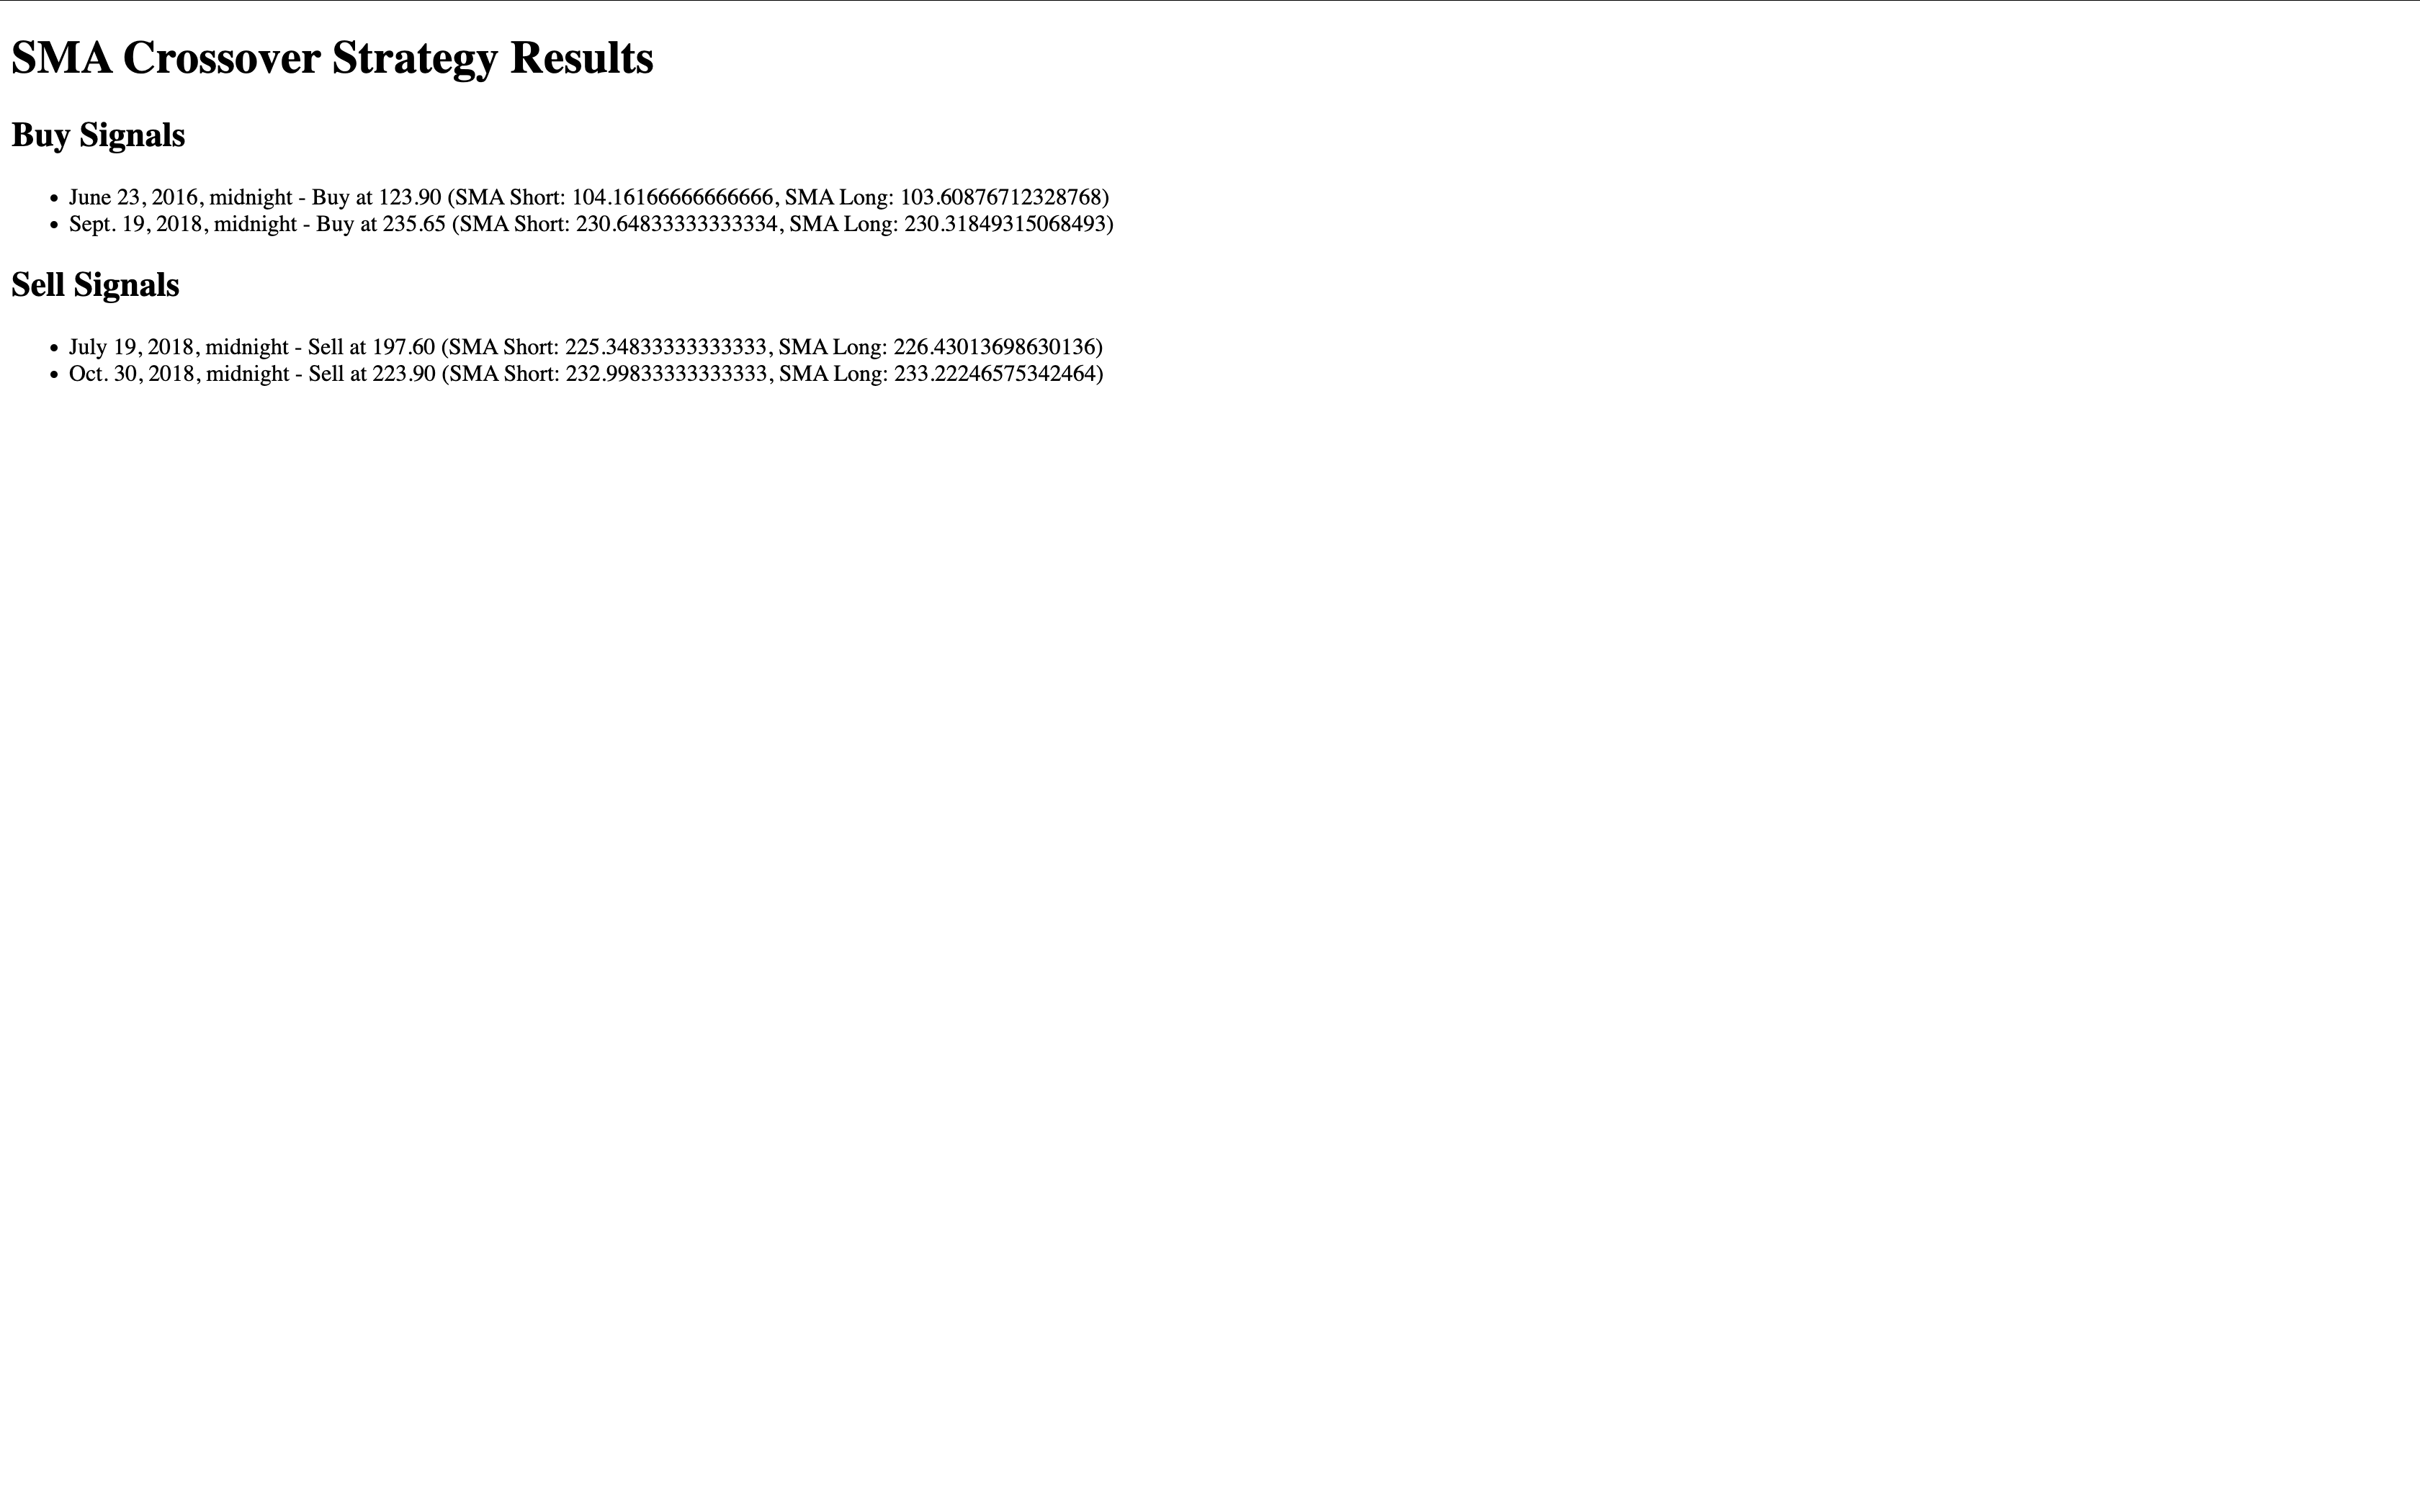 SMA Crossover Strategy Results
Buy Signals
• June 23, 2016, midnight - Buy at 123.90 (SMA Short: 104.16166666666666, SMA Long: 103.60876712328768)
• Sept. 19, 2018, midnight - Buy at 235.65 (SMA Short: 230.64833333333334, SMA Long: 230.31849315068493)
Sell Signals
• July 19, 2018, midnight - Sell at 197.60 (SMA Short: 225.34833333333333, SMA Long: 226.43013698630136)
• Oct. 30, 2018, midnight - Sell at 223.90 (SMA Short: 232.99833333333333, SMA Long: 233.22246575342464)